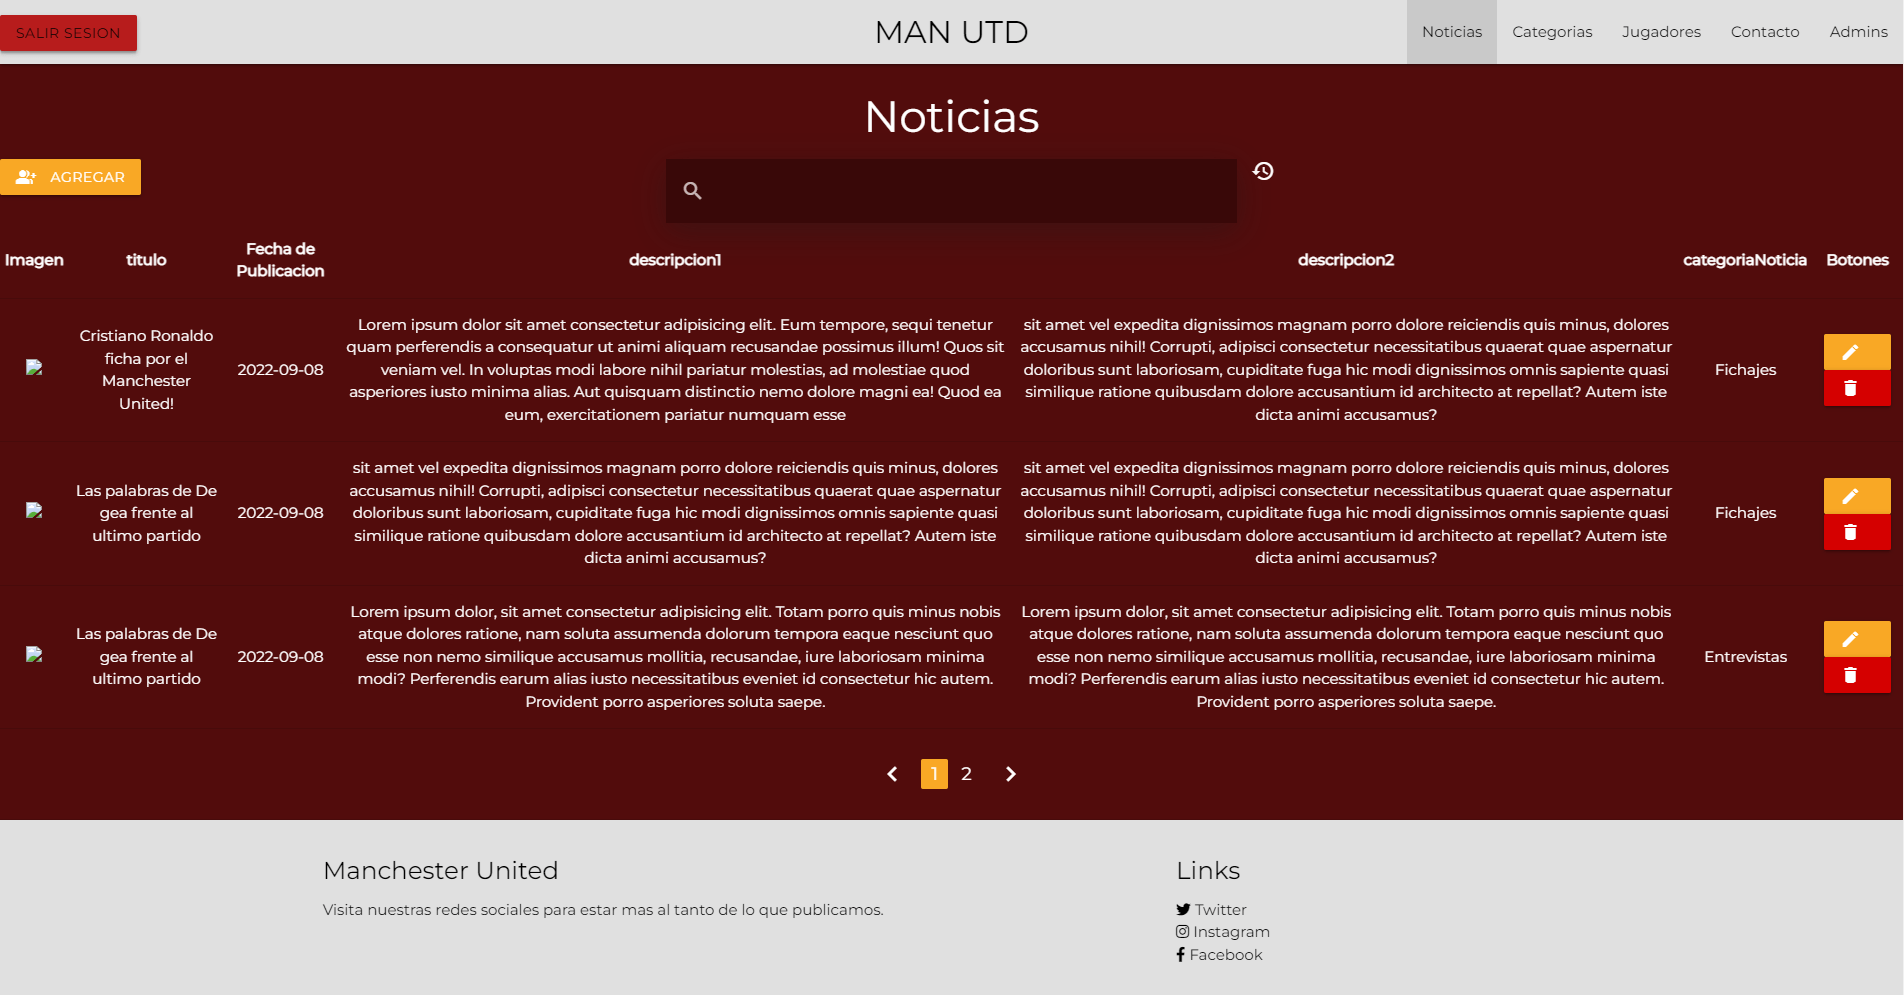 SALIR SESION
MAN UTD
Noticias
Categorias
Jugadores
Contacto
Admins
Noticias
AGREGAR
Imagen
titulo
Fecha de
Publicacion
descripcion1
descripcion2
categoriaNoticia
Botones
Cristiano Ronaldo
ficha por el
Manchester
United!
2022-09-08
Lorem ipsum dolor sit amet consectetur adipisicing elit. Eum tempore, sequi tenetur
quam perferendis a consequatur ut animi aliquam recusandae possimus illum! Quos sit
veniam vel. In voluptas modi labore nihil pariatur molestias, ad molestiae quod
asperiores iusto minima alias. Aut quisquam distinctio nemo dolore magni ea! Quod ea
eum, exercitationem pariatur numquam esse
sit amet vel expedita dignissimos magnam porro dolore reiciendis quis minus, dolores
accusamus nihil! Corrupti, adipisci consectetur necessitatibus quaerat quae aspernatur
doloribus sunt laboriosam, cupiditate fuga hic modi dignissimos omnis sapiente quasi
similique ratione quibusdam dolore accusantium id architecto at repellat? Autem iste
dicta animi accusamus?
Fichajes
Las palabras de De
gea frente al
ultimo partido
2022-09-08
sit amet vel expedita dignissimos magnam porro dolore reiciendis quis minus, dolores
accusamus nihil! Corrupti, adipisci consectetur necessitatibus quaerat quae aspernatur
doloribus sunt laboriosam, cupiditate fuga hic modi dignissimos omnis sapiente quasi
similique ratione quibusdam dolore accusantium id architecto at repellat? Autem iste
dicta animi accusamus?
sit amet vel expedita dignissimos magnam porro dolore reiciendis quis minus, dolores
accusamus nihil! Corrupti, adipisci consectetur necessitatibus quaerat quae aspernatur
doloribus sunt laboriosam, cupiditate fuga hic modi dignissimos omnis sapiente quasi
similique ratione quibusdam dolore accusantium id architecto at repellat? Autem iste
dicta animi accusamus?
Fichajes
Las palabras de De
gea frente al
ultimo partido
2022-09-08
Lorem ipsum dolor, sit amet consectetur adipisicing elit. Totam porro quis minus nobis
atque dolores ratione, nam soluta assumenda dolorum tempora eaque nesciunt quo
esse non nemo similique accusamus mollitia, recusandae, iure laboriosam minima
modi? Perferendis earum alias iusto necessitatibus eveniet id consectetur hic autem.
Provident porro asperiores soluta saepe.
Lorem ipsum dolor, sit amet consectetur adipisicing elit. Totam porro quis minus nobis
atque dolores ratione, nam soluta assumenda dolorum tempora eaque nesciunt quo
esse non nemo similique accusamus mollitia, recusandae, iure laboriosam minima
modi? Perferendis earum alias iusto necessitatibus eveniet id consectetur hic autem.
Provident porro asperiores soluta saepe.
Entrevistas
1
2
Manchester United
Visita nuestras redes sociales para estar mas al tanto de lo que publicamos.
Links
Twitter
Instagram
Facebook